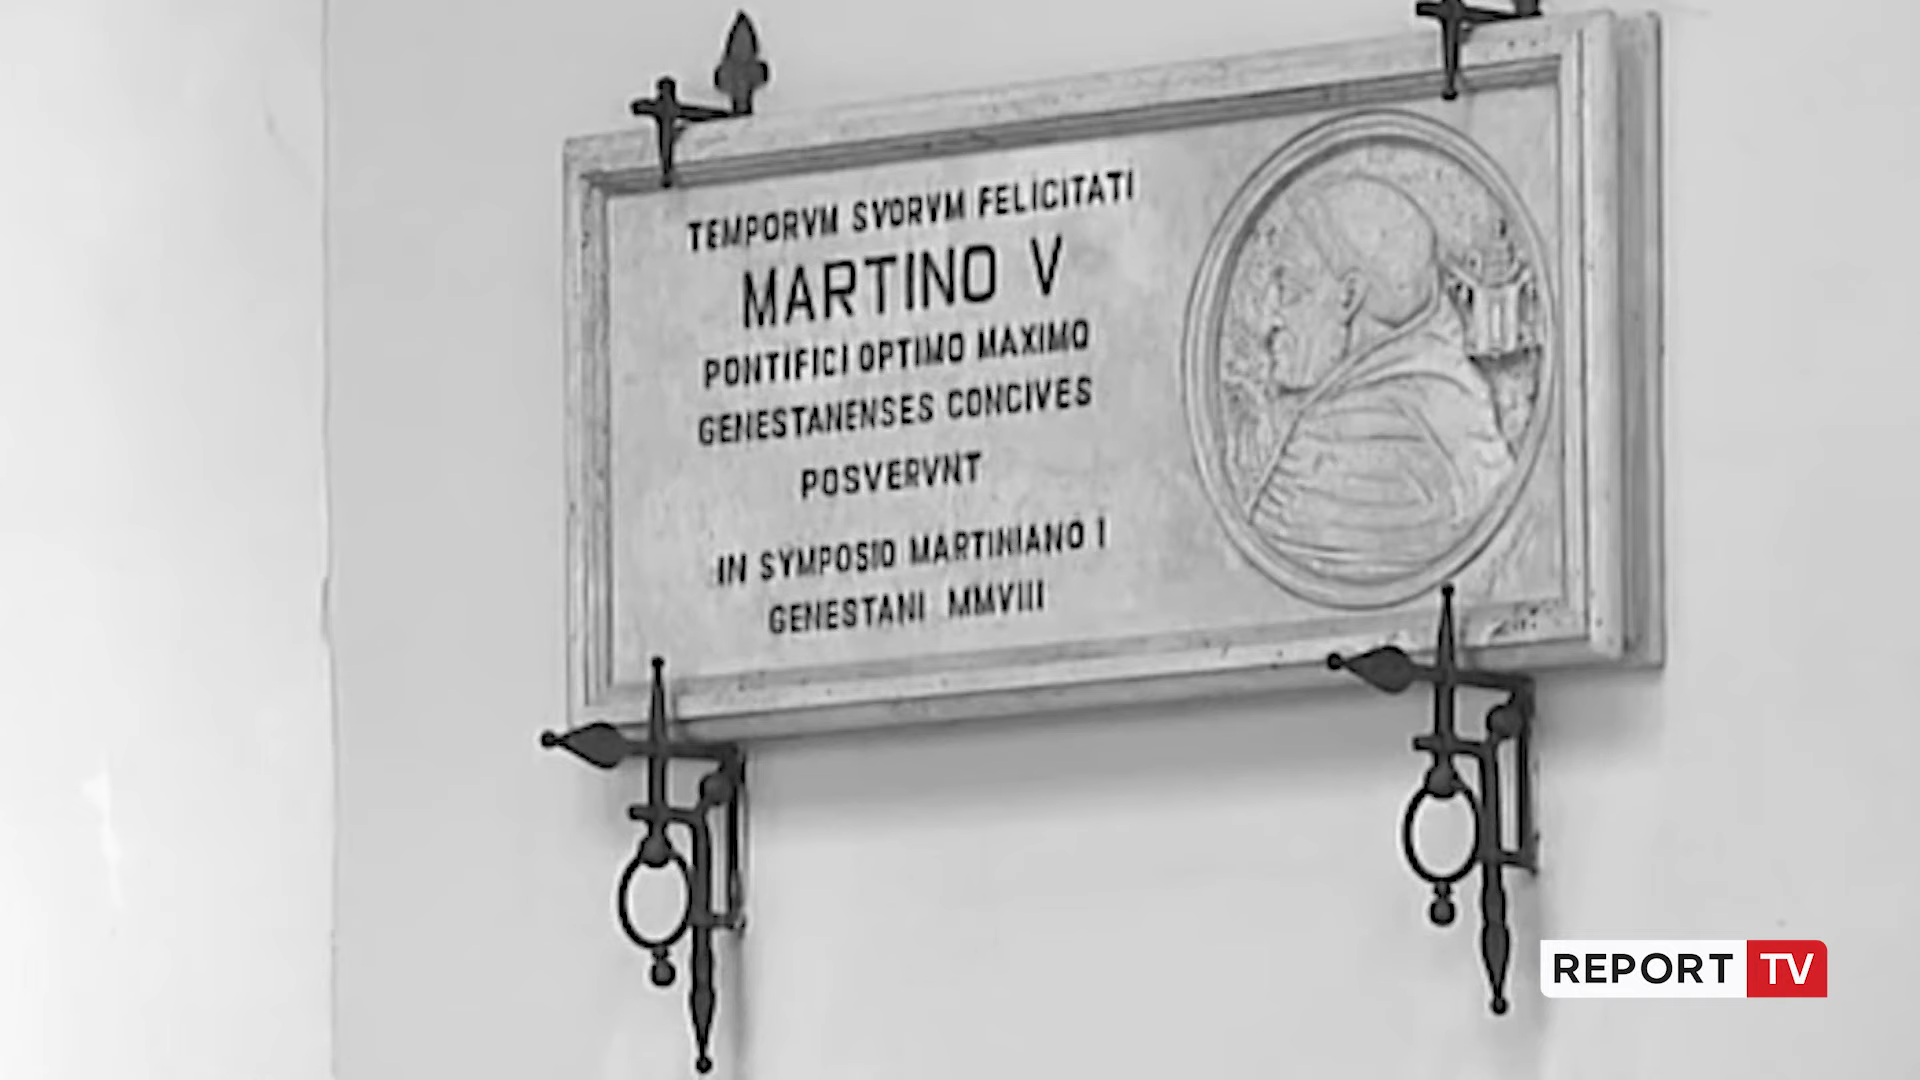 TEMPORVM SVORVM FELICITATI
MARTINO V
PONTIFICI OPTIMO MAXIMO
GENESTANENSES CONCIVES
POSVERVNT
IN SYMPOSIO MARTINIANO I
GENESTANI MMVIII
REPORT TV